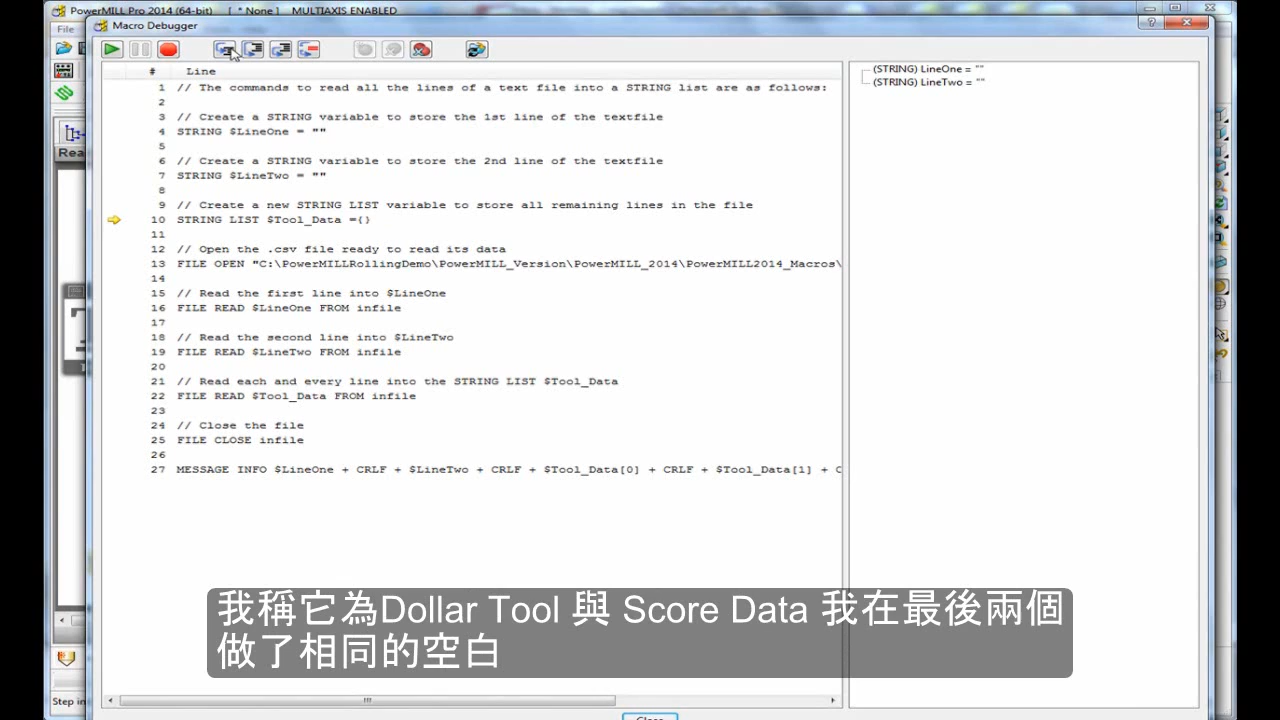 PowerMILL Pro 2014 (64-bit) [ * None ] MULTIAXIS ENABLED
File
Macro Debugger
# Line
1 // The commands to read all the lines of a text file into a STRING list are as follows:
2
3 // Create a STRING variable to store the 1st line of the textfile
4 STRING $LineOne = ""
5
6 // Create a STRING variable to store the 2nd line of the textfile
7 STRING $LineTwo = ""
8
9 // Create a new STRING LIST variable to store all remaining lines in the file
10 STRING LIST $Tool_Data ={}
11
12 // Open the .csv file ready to read its data
13 FILE OPEN "C:\PowerMILLRollingDemo\PowerMILL_Version\PowerMILL_2014\PowerMILL2014_Macros\
14
15 // Read the first line into $LineOne
16 FILE READ $LineOne FROM infile
17
18 // Read the second line into $LineTwo
19 FILE READ $LineTwo FROM infile
20
21 // Read each and every line into the STRING LIST $Tool_Data
22 FILE READ $Tool_Data FROM infile
23
24 // Close the file
25 FILE CLOSE infile
26
27 MESSAGE INFO $LineOne + CRLF + $LineTwo + CRLF + $Tool_Data[0] + CRLF + $Tool_Data[1] + C
(STRING) LineOne = ""
(STRING) LineTwo = ""
Rea
Step in
我稱它為Dollar Tool 與 Score Data 我在最後兩個
做了相同的空白
Close